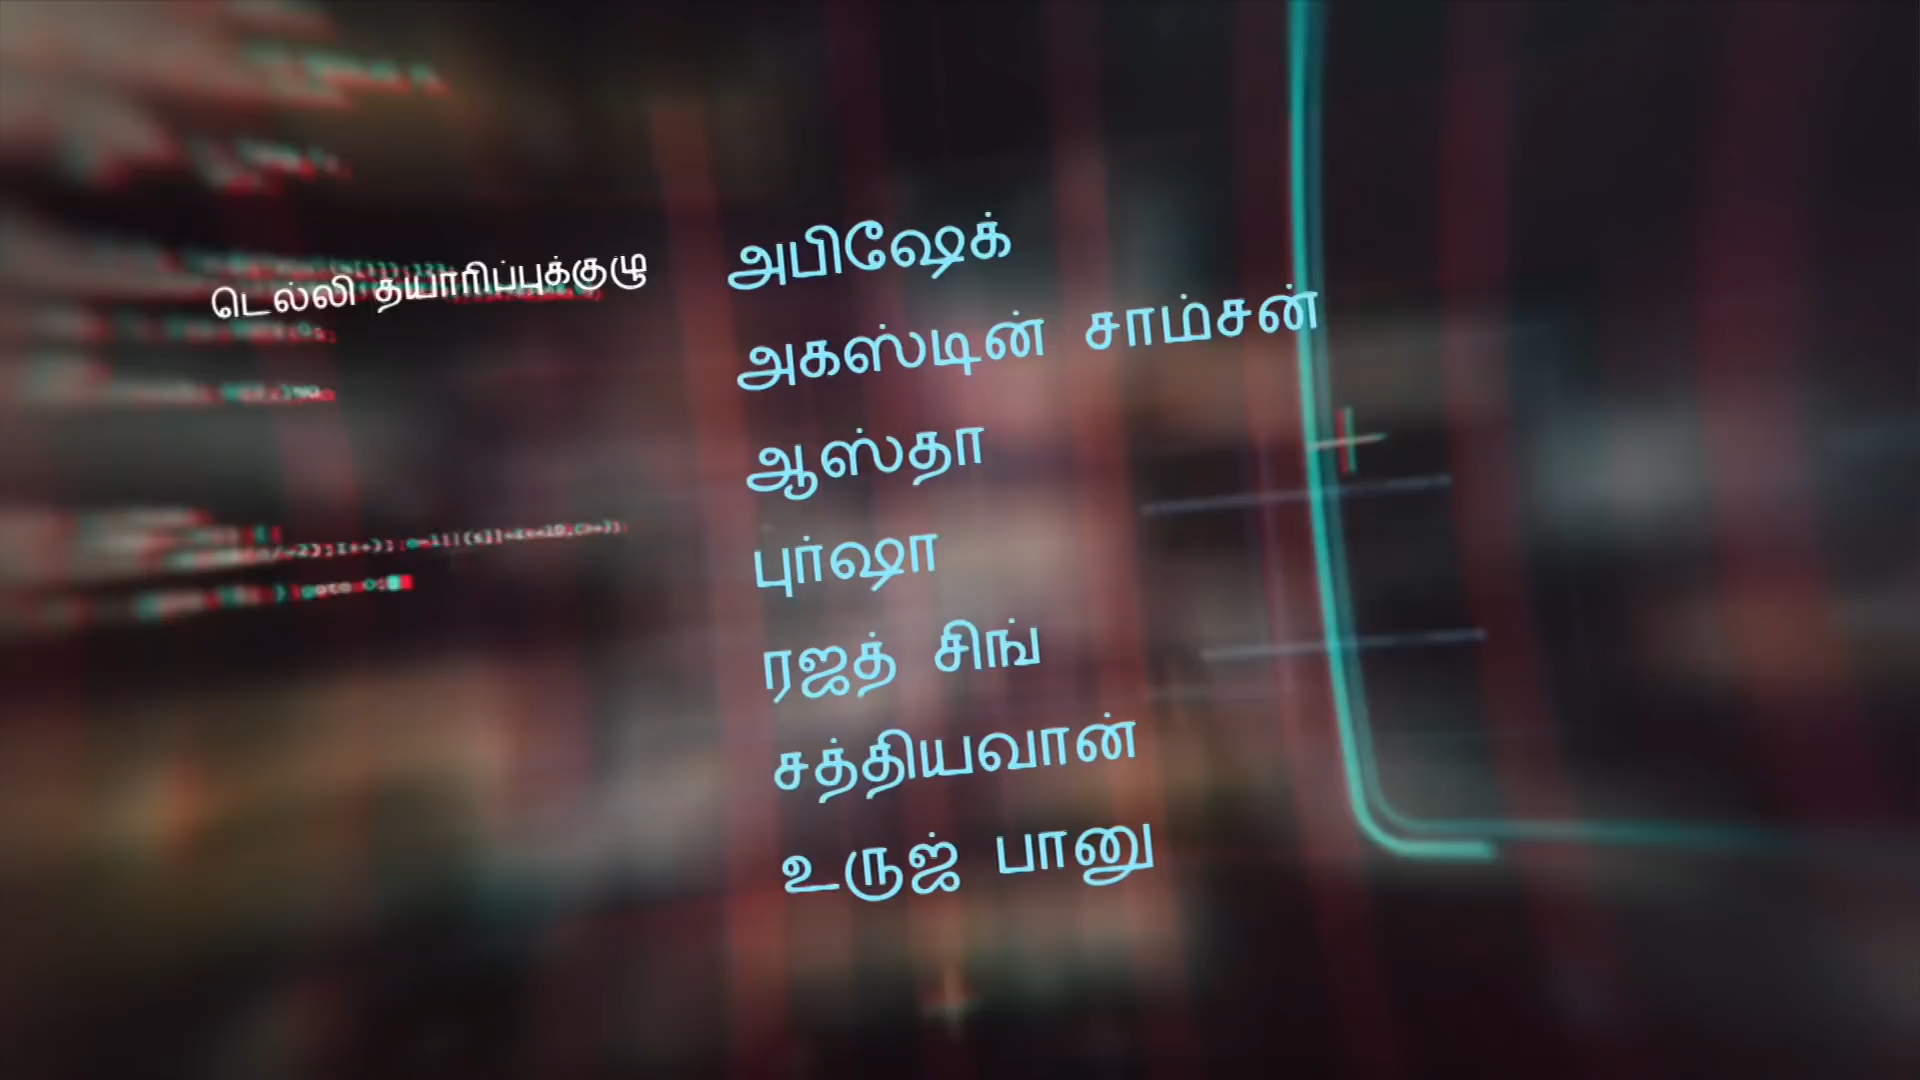 டெல்லி தயாரிப்புக்குழு
அபிஷேக்
அகஸ்டின் சாம்சன்
ஆஸ்தா
புர்ஷா
ரஜத் சிங்
சத்தியவான்
உருஜ் பானு